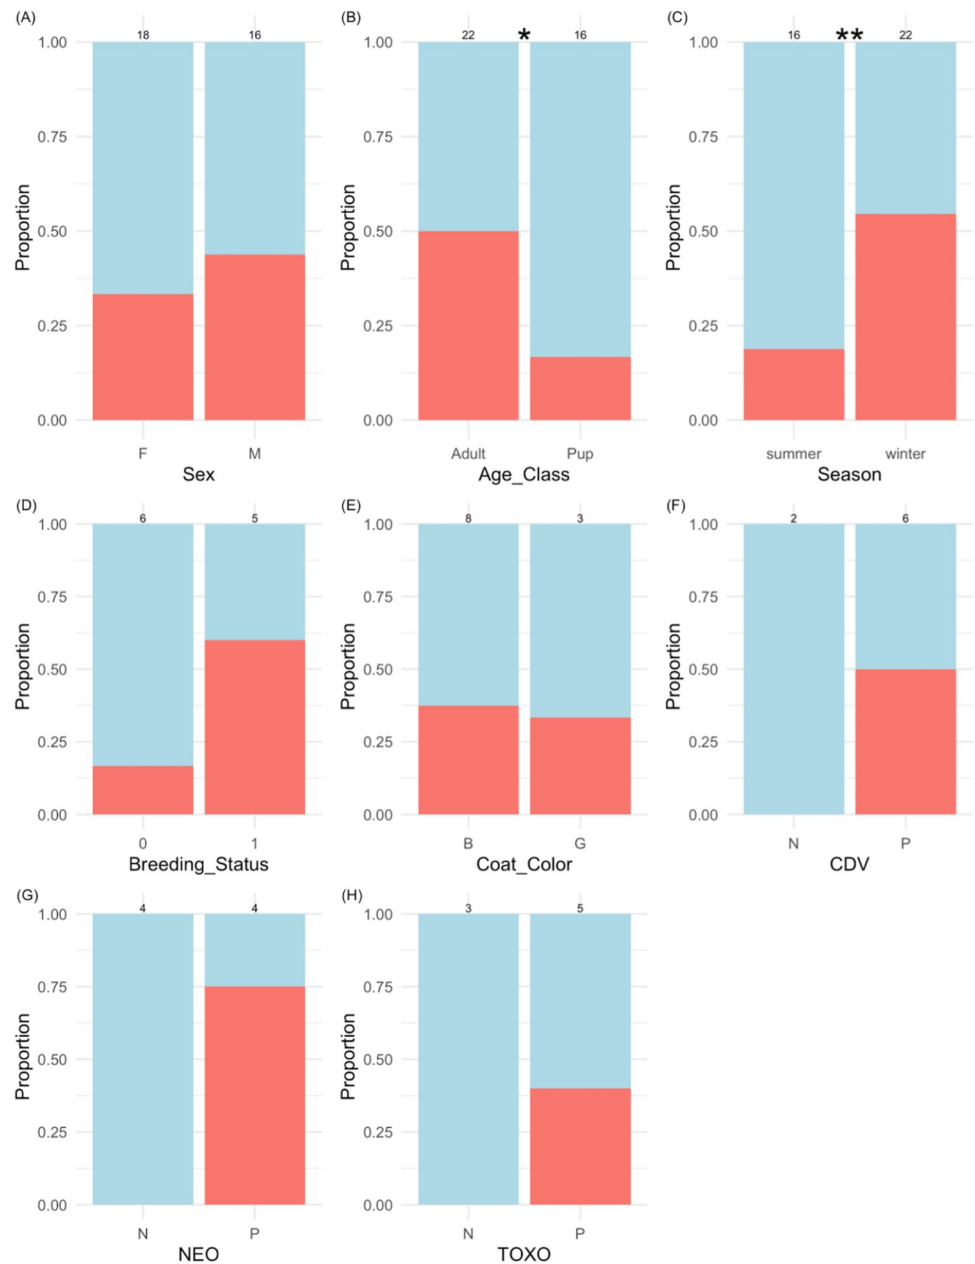 (A)
18 16
1.00
0.75
0.50
0.25
0.00
Proportion
F M
Sex
(B)
22 * 16
1.00
0.75
0.50
0.25
0.00
Proportion
Adult Pup
Age_Class
(C)
16 ** 22
1.00
0.75
0.50
0.25
0.00
Proportion
summer winter
Season
(D)
6 5
1.00
0.75
0.50
0.25
0.00
Proportion
0 1
Breeding_Status
(E)
8 3
1.00
0.75
0.50
0.25
0.00
Proportion
B G
Coat_Color
(F)
2 6
1.00
0.75
0.50
0.25
0.00
Proportion
N P
CDV
(G)
4 4
1.00
0.75
0.50
0.25
0.00
Proportion
N P
NEO
(H)
3 5
1.00
0.75
0.50
0.25
0.00
Proportion
N P
TOXO